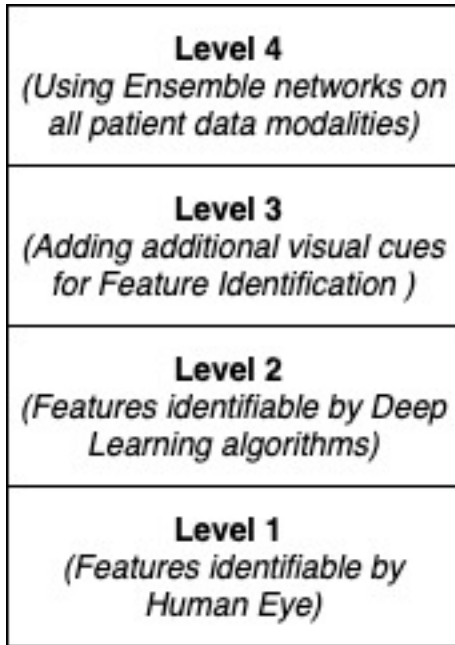 Level 4
(Using Ensemble networks on
all patient data modalities)
Level 3
(Adding additional visual cues
for Feature Identification )
Level 2
(Features identifiable by Deep
Learning algorithms)
Level 1
(Features identifiable by
Human Eye)